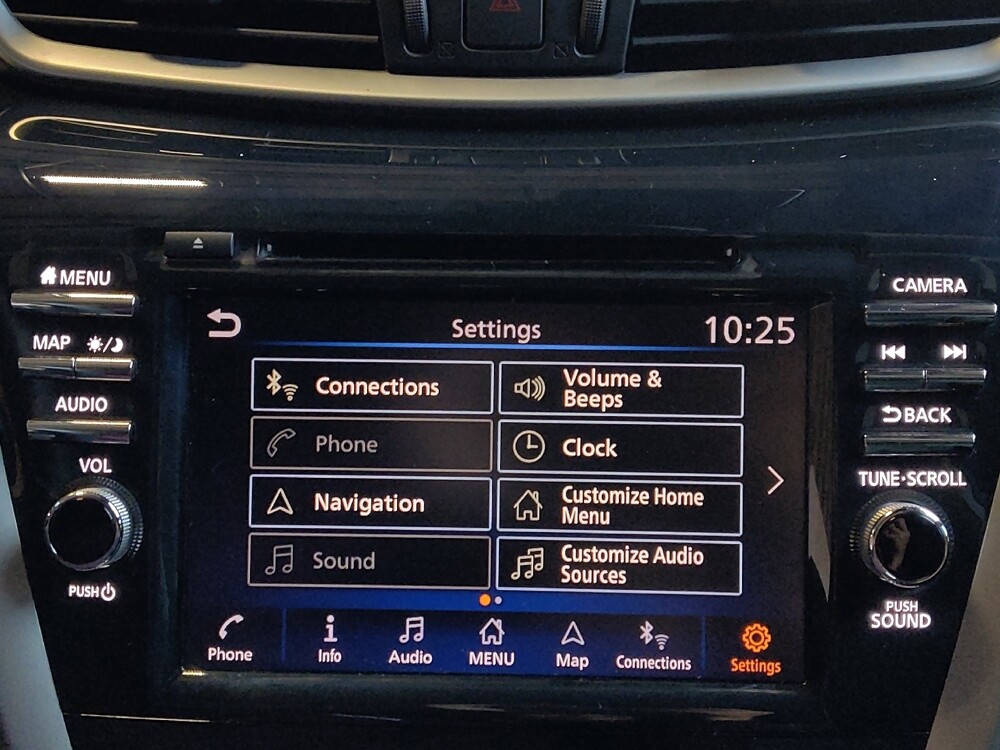 MENU
MAP
AUDIO
VOL
PUSH
Settings
10:25
Connections
Volume &
Beeps
Phone
Clock
Navigation
Customize Home
Menu
Sound
Customize Audio
Sources
Phone
Info
Audio
MENU
Map
Connections
Settings
CAMERA
BACK
TUNE•SCROLL
PUSH
SOUND